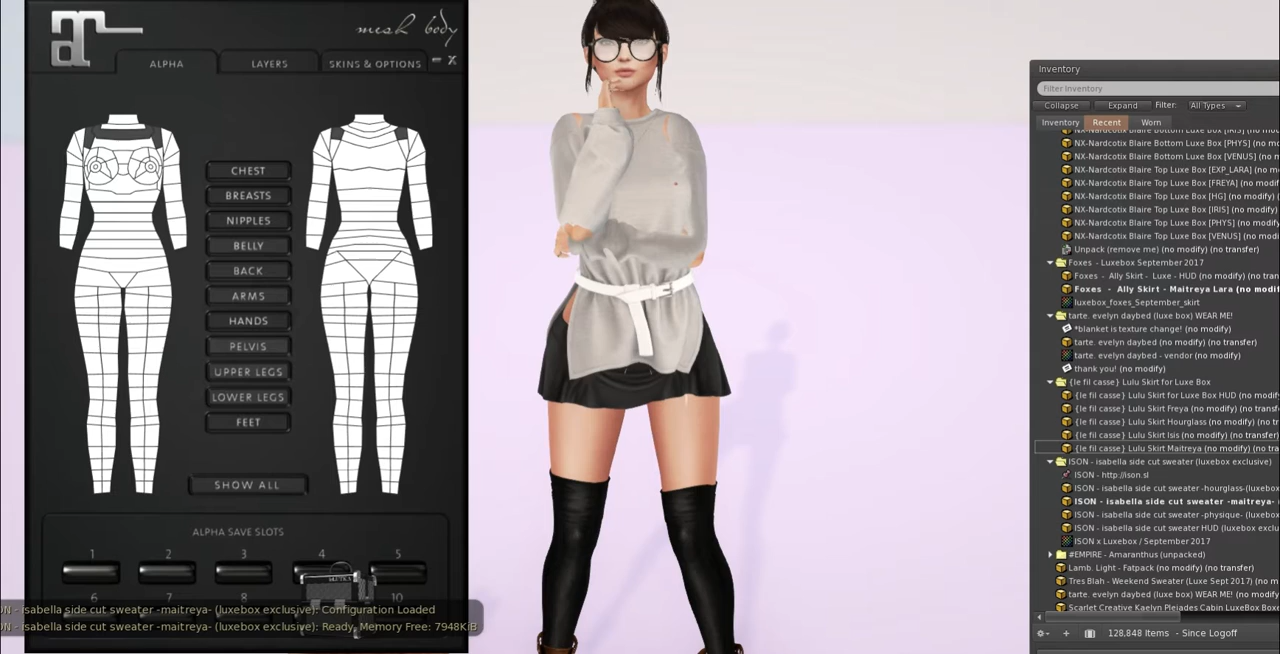 mesh body
ALPHA
LAYERS
SKINS & OPTIONS
X
CHEST
BREASTS
NIPPLES
BELLY
BACK
ARMS
HANDS
PELVIS
UPPER LEGS
LOWER LEGS
FEET
SHOW ALL
ALPHA SAVE SLOTS
1 2 3 4 5
6 7 8 10
ON - isabella side cut sweater -maitreya- (luxebox exclusive): Configuration Loaded
ON - isabella side cut sweater -maitreya- (luxebox exclusive): Ready, Memory Free: 7948KiB
Inventory
Filter Inventory
Collapse Expand Filter: All Types
Inventory Recent Worn
NX-Nardcotix Blaire Bottom Luxe Box [IRIS] (no mo
NX-Nardcotix Blaire Bottom Luxe Box [PHYS] (no m
NX-Nardcotix Blaire Bottom Luxe Box [VENUS] (no m
NX-Nardcotix Blaire Top Luxe Box [EXP_LARA] (no m
NX-Nardcotix Blaire Top Luxe Box [FREYA] (no modif
NX-Nardcotix Blaire Top Luxe Box [HG] (no modify) (
NX-Nardcotix Blaire Top Luxe Box [IRIS] (no modify)
NX-Nardcotix Blaire Top Luxe Box [PHYS] (no modify)
NX-Nardcotix Blaire Top Luxe Box [VENUS] (no modif
Unpack (remove me) (no modify) (no transfer)
Foxes - Luxebox September 2017
Foxes - Ally Skirt - Luxe - HUD (no modify) (no tran
Foxes - Ally Skirt - Maitreya Lara (no modif
luxebox_foxes_September_skirt
tarte. evelyn daybed (luxe box) WEAR ME!
*blanket is texture change! (no modify)
tarte. evelyn daybed (no modify) (no transfer)
tarte. evelyn daybed - vendor (no modify)
thank you! (no modify)
{le fil casse} Lulu Skirt for Luxe Box
{le fil casse} Lulu Skirt for Luxe Box HUD (no modify)
{le fil casse} Lulu Skirt Freya (no modify) (no transf
{le fil casse} Lulu Skirt Hourglass (no modify) (no t
{le fil casse} Lulu Skirt Isis (no modify) (no transfer)
{le fil casse} Lulu Skirt Maitreya (no modify) (no tra
ISON - isabella side cut sweater (luxebox exclusive)
ISON - http://ison.sl
ISON - isabella side cut sweater -hourglass-(luxebox
ISON - isabella side cut sweater -maitreya-
ISON - isabella side cut sweater -physique- (luxebox
ISON - isabella side cut sweater HUD (luxebox exclu
ISON x Luxebox / September 2017
#EMPIRE - Amaranthus (unpacked)
Lamb. Light - Fatpack (no modify) (no transfer)
Tres Blah - Weekend Sweater (Luxe Sept 2017) (no m
tarte. evelyn daybed (luxe box) WEAR ME! (no modify
Scarlet Creative Kaelyn Pleiades Cabin LuxeBox Boxe
128,848 Items - Since Logoff